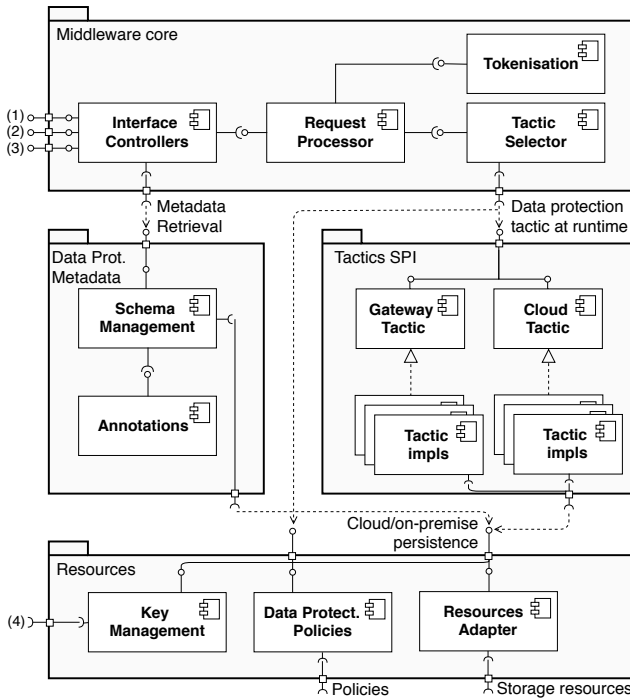 Middleware core
Tokenisation
(1)
(2)
(3)
Interface
Controllers
Request
Processor
Tactic
Selector
Metadata
Retrieval
Data protection
tactic at runtime
Data Prot.
Metadata
Tactics SPI
Schema
Management
Gateway
Tactic
Cloud
Tactic
Annotations
Tactic
impls
Tactic
impls
Cloud/on-premise
persistence
Resources
(4)
Key
Management
Data Protect.
Policies
Resources
Adapter
Policies
Storage resources